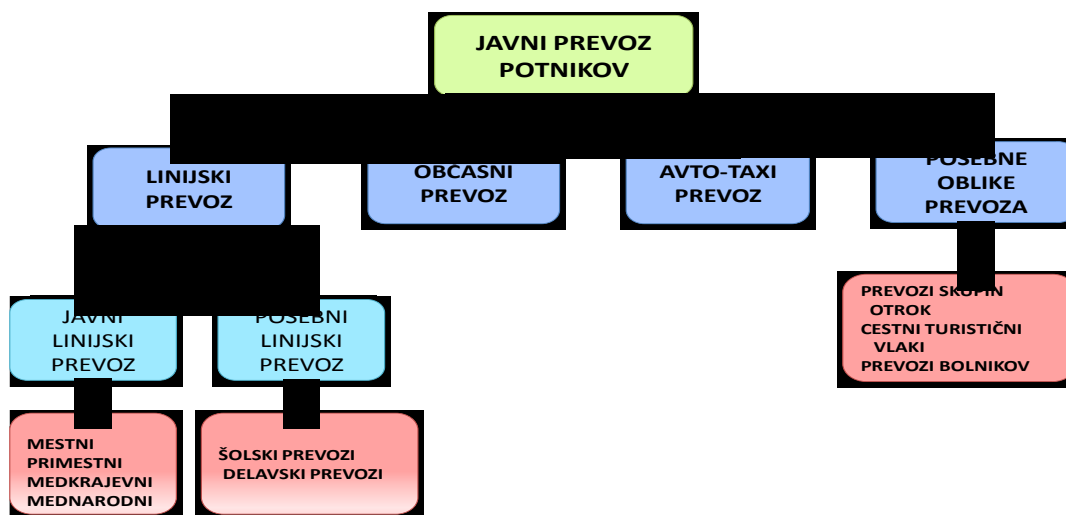 JAVNI PREVOZ
POTNIKOV
LINIJSKI
PREVOZ
OBČASNI
PREVOZ
AVTO-TAXI
PREVOZ
POSEBNE
OBLIKE
PREVOZA
JAVNI
LINIJSKI
PREVOZ
POSEBNI
LINIJSKI
PREVOZ
PREVOZI SKUPIN
OTROK
CESTNI TURISTIČNI
VLAKI
PREVOZI BOLNIKOV
MESTNI
PRIMESTNI
MEDKRAJEVNI
MEDNARODNI
ŠOLSKI PREVOZI
DELAVSKI PREVOZI